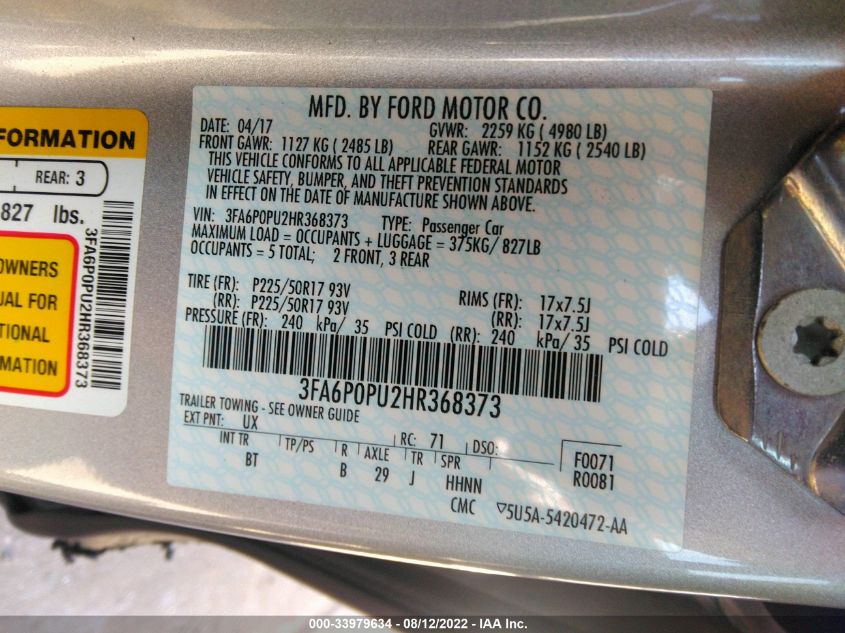 FORMATION
REAR: 3
827 lbs.
OWNERS
UAL FOR
TIONAL
MATION
3FA6P0PU2HR368373
MFD. BY FORD MOTOR CO.
DATE: 04/17 GVWR: 2259 KG ( 4980 LB)
FRONT GAWR: 1127 KG ( 2485 LB) REAR GAWR: 1152 KG ( 2540 LB)
THIS VEHICLE CONFORMS TO ALL APPLICABLE FEDERAL MOTOR
VEHICLE SAFETY, BUMPER, AND THEFT PREVENTION STANDARDS
IN EFFECT ON THE DATE OF MANUFACTURE SHOWN ABOVE.
VIN: 3FA6P0PU2HR368373 TYPE: Passenger Car
MAXIMUM LOAD = OCCUPANTS + LUGGAGE = 375KG/ 827LB
OCCUPANTS = 5 TOTAL; 2 FRONT, 3 REAR
TIRE (FR): P225/50R17 93V RIMS (FR): 17x7.5J
(RR): P225/50R17 93V (RR): 17x7.5J
PRESSURE (FR): 240 kPa/ 35 PSI COLD (RR): 240 kPa/ 35 PSI COLD
3FA6P0PU2HR368373
TRAILER TOWING - SEE OWNER GUIDE
EXT PNT: UX RC: 71 DSO: F0071
INT TR TP/PS R AXLE TR SPR R0081
BT B 29 J HHNN
CMC ▽5U5A-5420472-AA
000-33979634 - 08/12/2022 - IAA Inc.